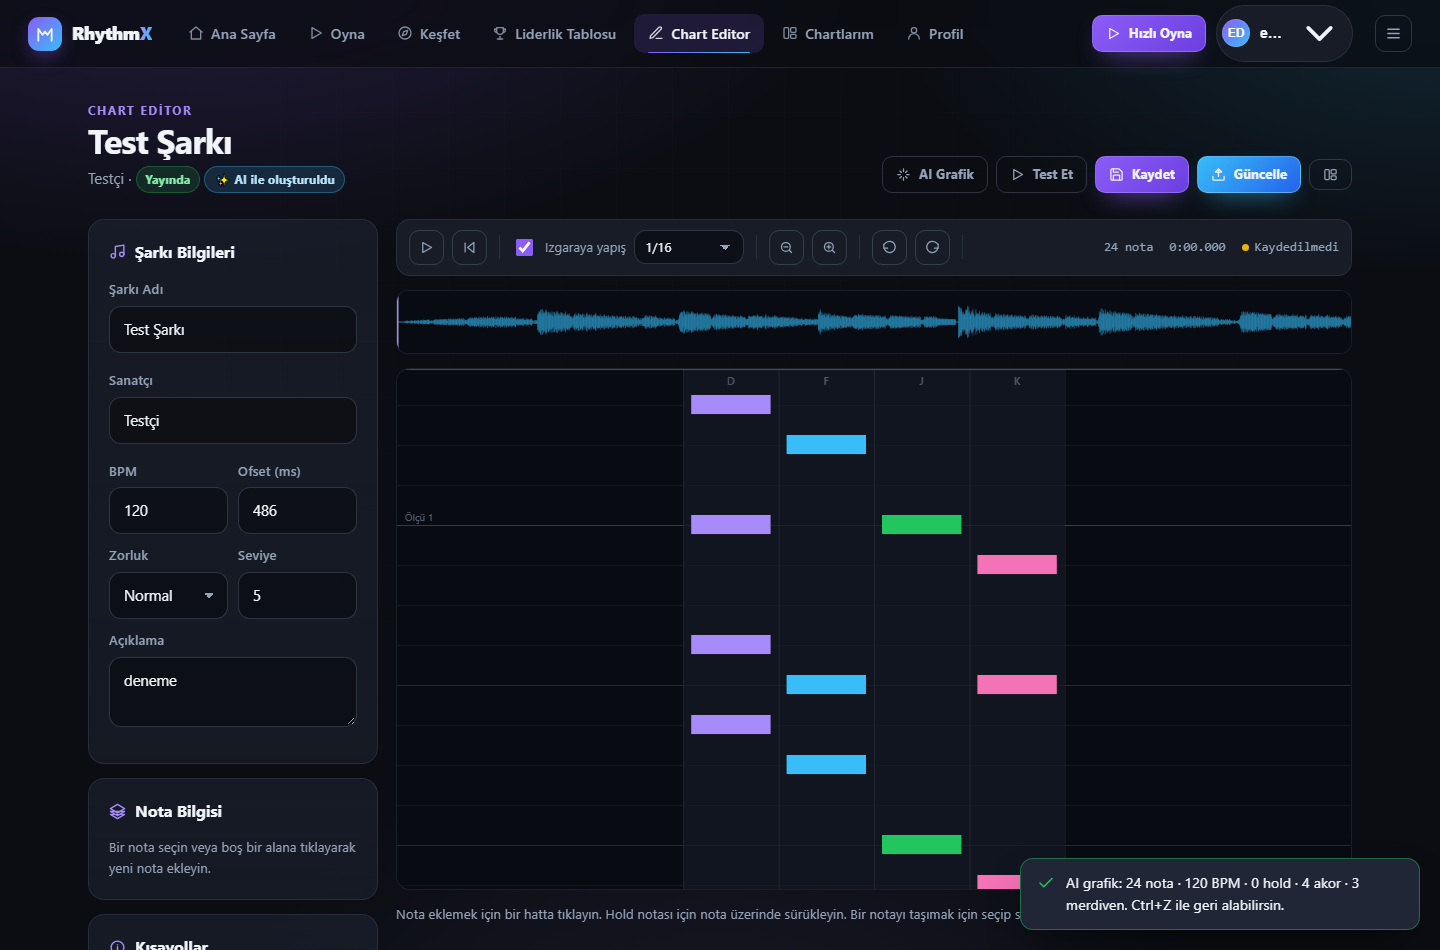 RhythmX
Ana Sayfa
Oyna
Keşfet
Liderlik Tablosu
Chart Editor
Chartlarım
Profil
Hızlı Oyna
ED
e...
CHART EDİTÖR
Test Şarkı
Testçi ·
Yayında
AI ile oluşturuldu
AI Grafik
Test Et
Kaydet
Güncelle
Şarkı Bilgileri
Şarkı Adı
Test Şarkı
Sanatçı
Testçi
BPM
Ofset (ms)
120
486
Zorluk
Seviye
Normal
5
Açıklama
deneme
Nota Bilgisi
Bir nota seçin veya boş bir alana tıklayarak
yeni nota ekleyin.
Kısayollar
Izgaraya yapış
1/16
24 nota
0:00.000
Kaydedilmedi
D
F
J
K
Ölçü 1
Nota eklemek için bir hatta tıklayın. Hold notası için nota üzerinde sürükleyin. Bir notayı taşımak için seçip
AI grafik: 24 nota · 120 BPM · 0 hold · 4 akor · 3
merdiven. Ctrl+Z ile geri alabilirsin.